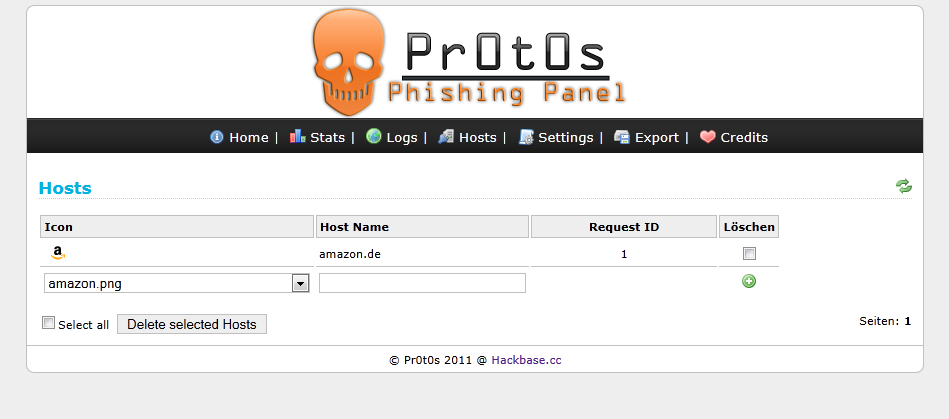 Pr0t0s
Phishing Panel
Home | Stats | Logs | Hosts | Settings | Export | Credits
Hosts
Icon Host Name Request ID Löschen
a amazon.de 1
amazon.png
Select all Delete selected Hosts Seiten: 1
© Pr0t0s 2011 @ Hackbase.cc